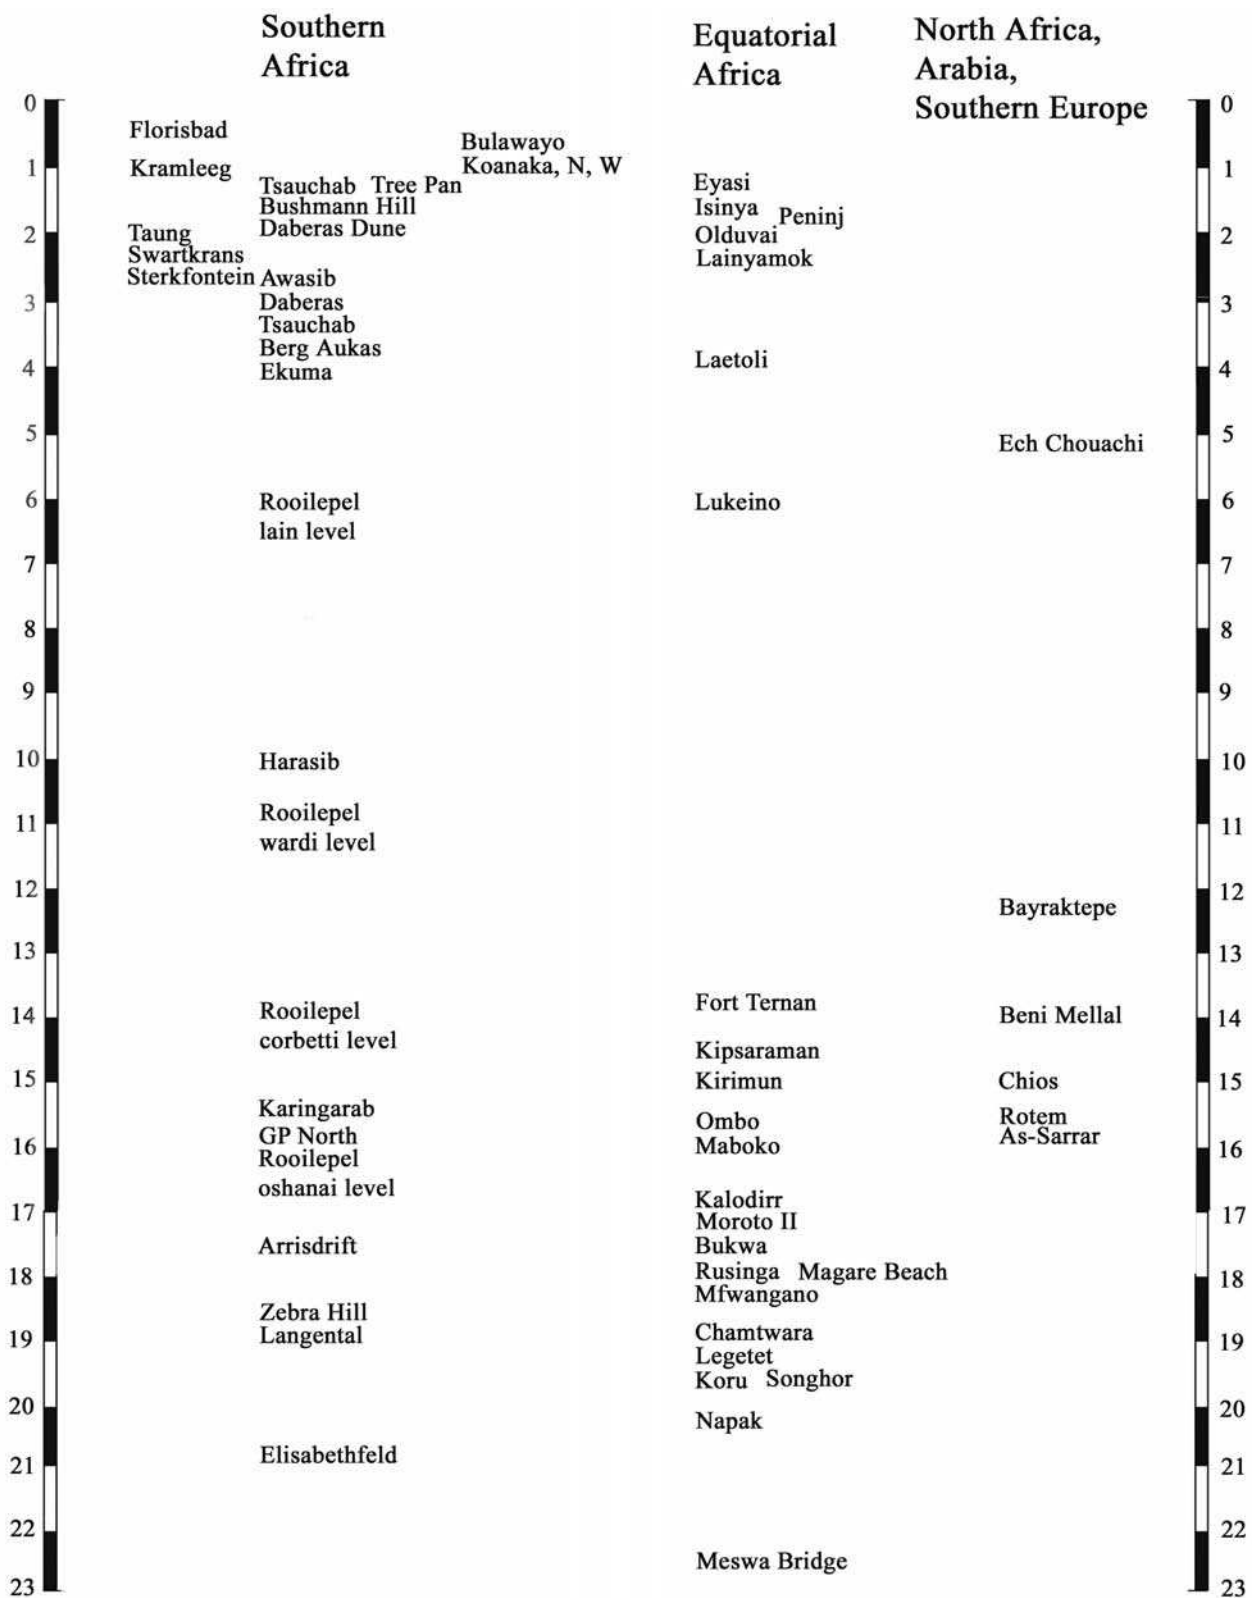 Southern
Africa
Equatorial
Africa
North Africa,
Arabia,
Southern Europe
0
0
Florisbad
Bulawayo
1
Kramleeg
Koanaka, N, W
1
Tsauchab Tree Pan
Eyasi
Bushmann Hill
Isinya
Peninj
2
Taung
Daberas Dune
Olduvai
2
Swartkrans
Lainyamok
Sterkfontein
Awasib
3
Daberas
3
Tsauchab
Berg Aukas
Laetoli
4
Ekuma
4
5
Ech Chouachi
5
6
Rooilepel
Lukeino
6
lain level
7
7
8
8
9
9
10
Harasib
10
Rooilepel
11
11
wardi level
12
12
Bayraktepe
13
13
Fort Ternan
14
Rooilepel
Beni Mellal
14
corbetti level
Kipsaraman
15
Kirimun
Chios
15
Karingarab
Ombo
Rotem
GP North
As-Sarrar
16
Rooilepel
Maboko
16
oshanai level
Kalodirr
17
Moroto II
17
Arrisdrift
Bukwa
18
Rusinga Magare Beach
18
Mfwangano
Zebra Hill
19
Langental
Chamtwara
19
Legetet
Koru Songhor
20
Napak
20
Elisabethfeld
21
21
22
22
Meswa Bridge
23
23